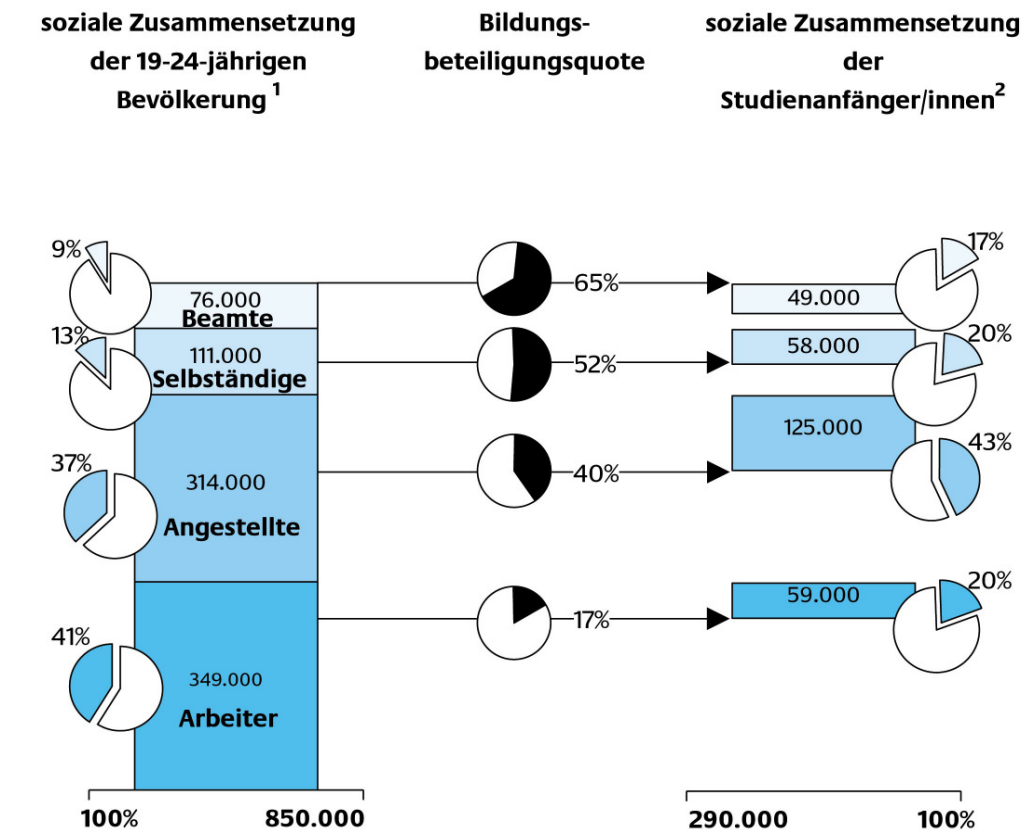 soziale Zusammensetzung
der 19-24-jährigen
Bevölkerung 1
Bildungs-
beteiligungsquote
soziale Zusammensetzung
der
Studienanfänger/innen2
9%
76.000
Beamte
65%
49.000
17%
13%
111.000
Selbständige
52%
58.000
20%
37%
314.000
Angestellte
40%
125.000
43%
41%
349.000
Arbeiter
17%
59.000
20%
100%
850.000
290.000
100%